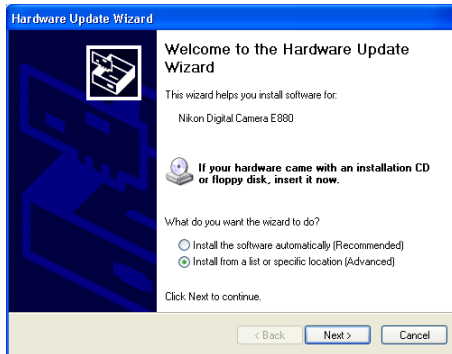 Hardware Update Wizard
Welcome to the Hardware Update
Wizard
This wizard helps you install software for:
Nikon Digital Camera E880
If your hardware came with an installation CD
or floppy disk, insert it now.
What do you want the wizard to do?
Install the software automatically (Recommended)
Install from a list or specific location (Advanced)
Click Next to continue.
< Back Next > Cancel